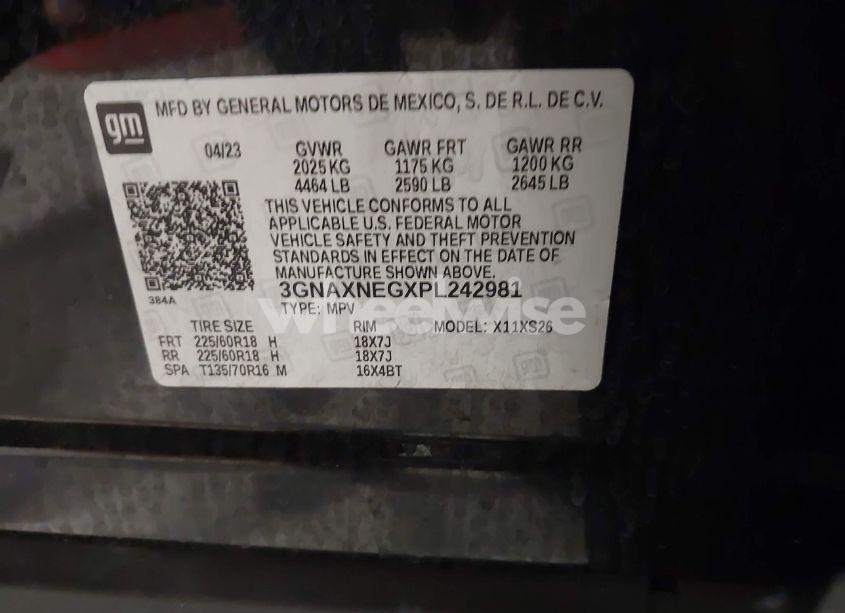 gm
MFD BY GENERAL MOTORS DE MEXICO, S. DE R.L. DE C.V.
04/23 GVWR GAWR FRT GAWR RR
2025 KG 1175 KG 1200 KG
4464 LB 2590 LB 2645 LB
THIS VEHICLE CONFORMS TO ALL
APPLICABLE U.S. FEDERAL MOTOR
VEHICLE SAFETY AND THEFT PREVENTION
STANDARDS IN EFFECT ON THE DATE OF
MANUFACTURE SHOWN ABOVE.
384A
3GNAXNEGXPL242981
TYPE: MPV
wheelwise
TIRE SIZE RIM MODEL: X11XS26
FRT 225/60R18 H 18X7J
RR 225/60R18 H 18X7J
SPA T135/70R16 M 16X4BT